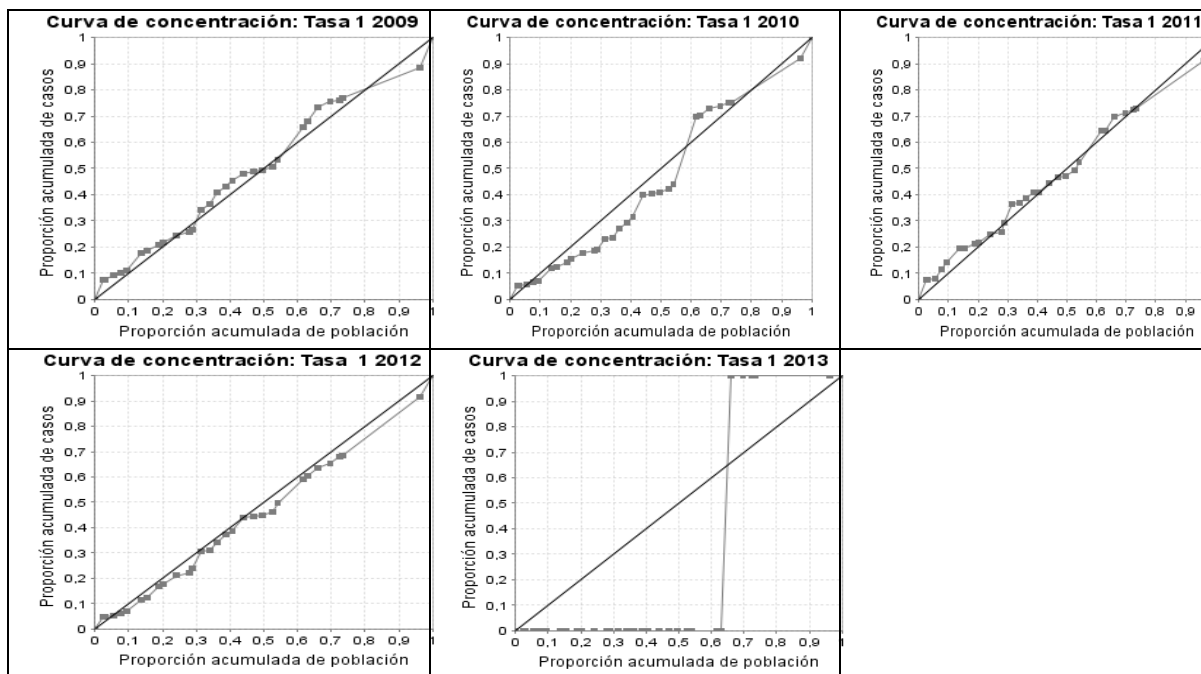 Curva de concentración: Tasa 1 2009
Proporción acumulada de casos
1
0,9
0,8
0,7
0,6
0,5
0,4
0,3
0,2
0,1
0
0 0,1 0,2 0,3 0,4 0,5 0,6 0,7 0,8 0,9 1
Proporción acumulada de población
Curva de concentración: Tasa 1 2010
Proporción acumulada de casos
1
0,9
0,8
0,7
0,6
0,5
0,4
0,3
0,2
0,1
0
0 0,1 0,2 0,3 0,4 0,5 0,6 0,7 0,8 0,9 1
Proporción acumulada de población
Curva de concentración: Tasa 1 2011
Proporción acumulada de casos
1
0,9
0,8
0,7
0,6
0,5
0,4
0,3
0,2
0,1
0
0 0,1 0,2 0,3 0,4 0,5 0,6 0,7 0,8 0,9
Proporción acumulada de población
Curva de concentración: Tasa 1 2012
Proporción acumulada de casos
1
0,9
0,8
0,7
0,6
0,5
0,4
0,3
0,2
0,1
0
0 0,1 0,2 0,3 0,4 0,5 0,6 0,7 0,8 0,9 1
Proporción acumulada de población
Curva de concentración: Tasa 1 2013
Proporción acumulada de casos
1
0,9
0,8
0,7
0,6
0,5
0,4
0,3
0,2
0,1
0
0 0,1 0,2 0,3 0,4 0,5 0,6 0,7 0,8 0,9 1
Proporción acumulada de población